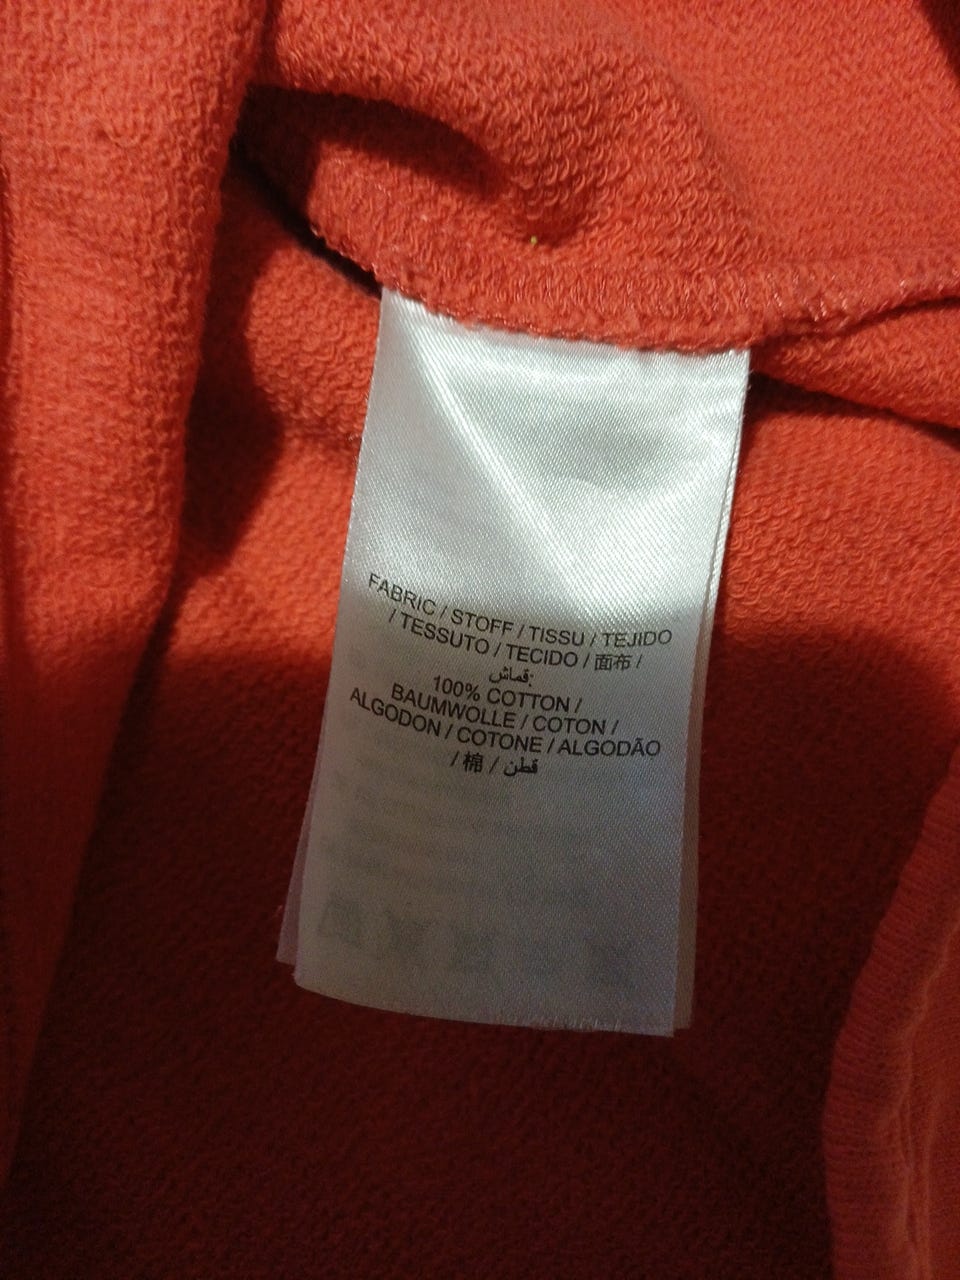 FABRIC / STOFF / TISSU / TEJIDO
/ TESSUTO / TECIDO / 面布 /
قماش:
100% COTTON /
BAUMWOLLE / COTON /
ALGODON / COTONE / ALGODÃO
/ 棉 / قطن